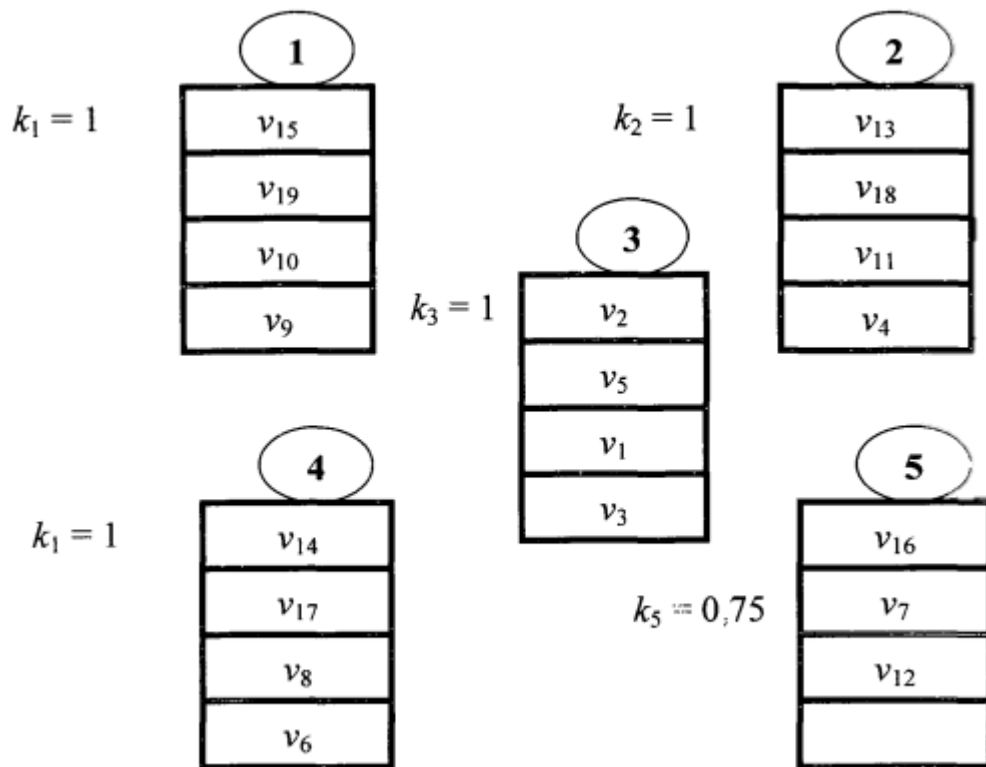 1
k1 = 1
v15
v19
v10
v9
2
k2 = 1
v13
v18
v11
v4
3
k3 = 1
v2
v5
v1
v3
4
k1 = 1
v14
v17
v8
v6
5
k5 = 0,75
v16
v7
v12